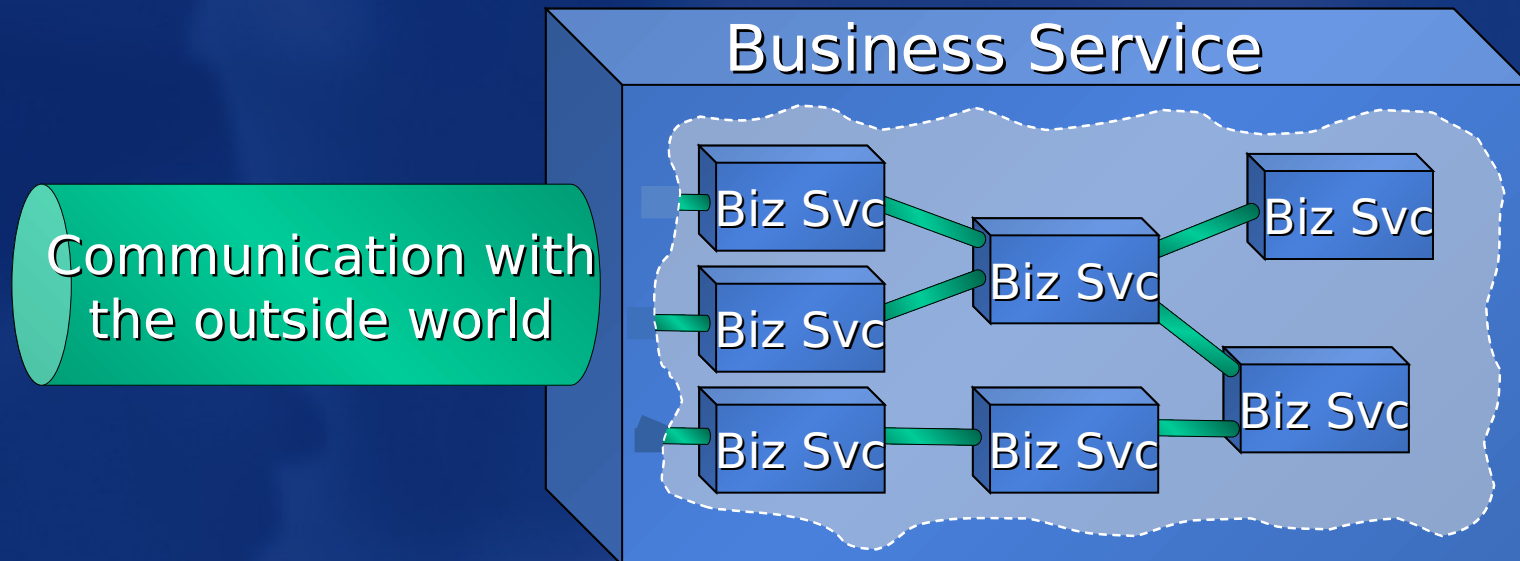 Business Service
Communication with
the outside world
Biz Svc
Biz Svc
Biz Svc
Biz Svc
Biz Svc
Biz Svc
Biz Svc